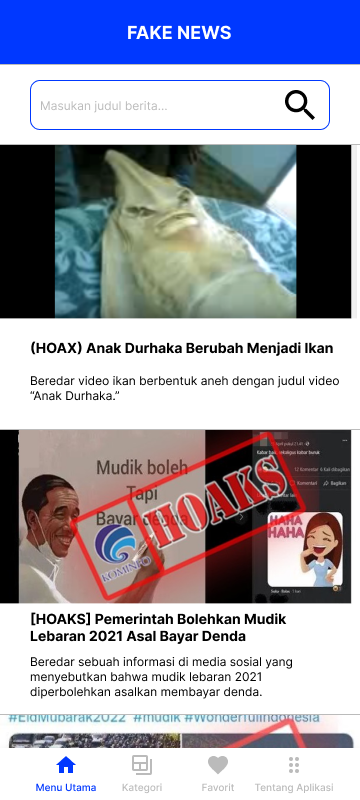 FAKE NEWS
Masukan judul berita...
(HOAX) Anak Durhaka Berubah Menjadi Ikan
Beredar video ikan berbentuk aneh dengan judul video
“Anak Durhaka.”
Mudik boleh
Tapi
Bayar denda
HOAKS
KOMINFO
HAHA
HAHA
[HOAKS] Pemerintah Bolehkan Mudik
Lebaran 2021 Asal Bayar Denda
Beredar sebuah informasi di media sosial yang
menyebutkan bahwa mudik lebaran 2021
diperbolehkan asalkan membayar denda.
#EidMubarak2022 #mudik #WonderfulIndonesia
Menu Utama
Kategori
Favorit
Tentang Aplikasi